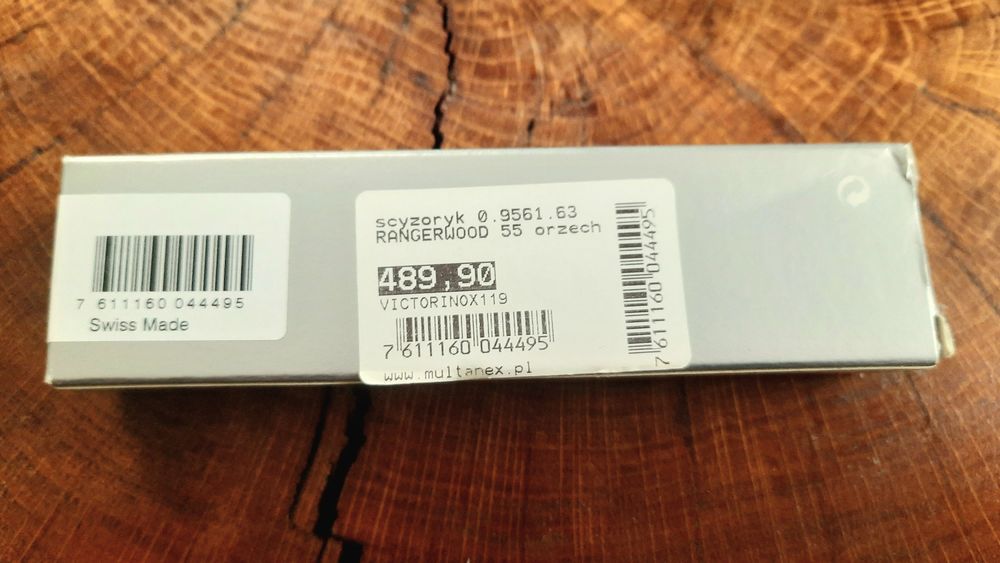 7 611160 044495
Swiss Made
scyzoryk 0.9561.63
RANGERWOOD 55 orzech
489,90
VICTORINOX119
7 611160 044495
www.multanex.pl
7 611160 044495